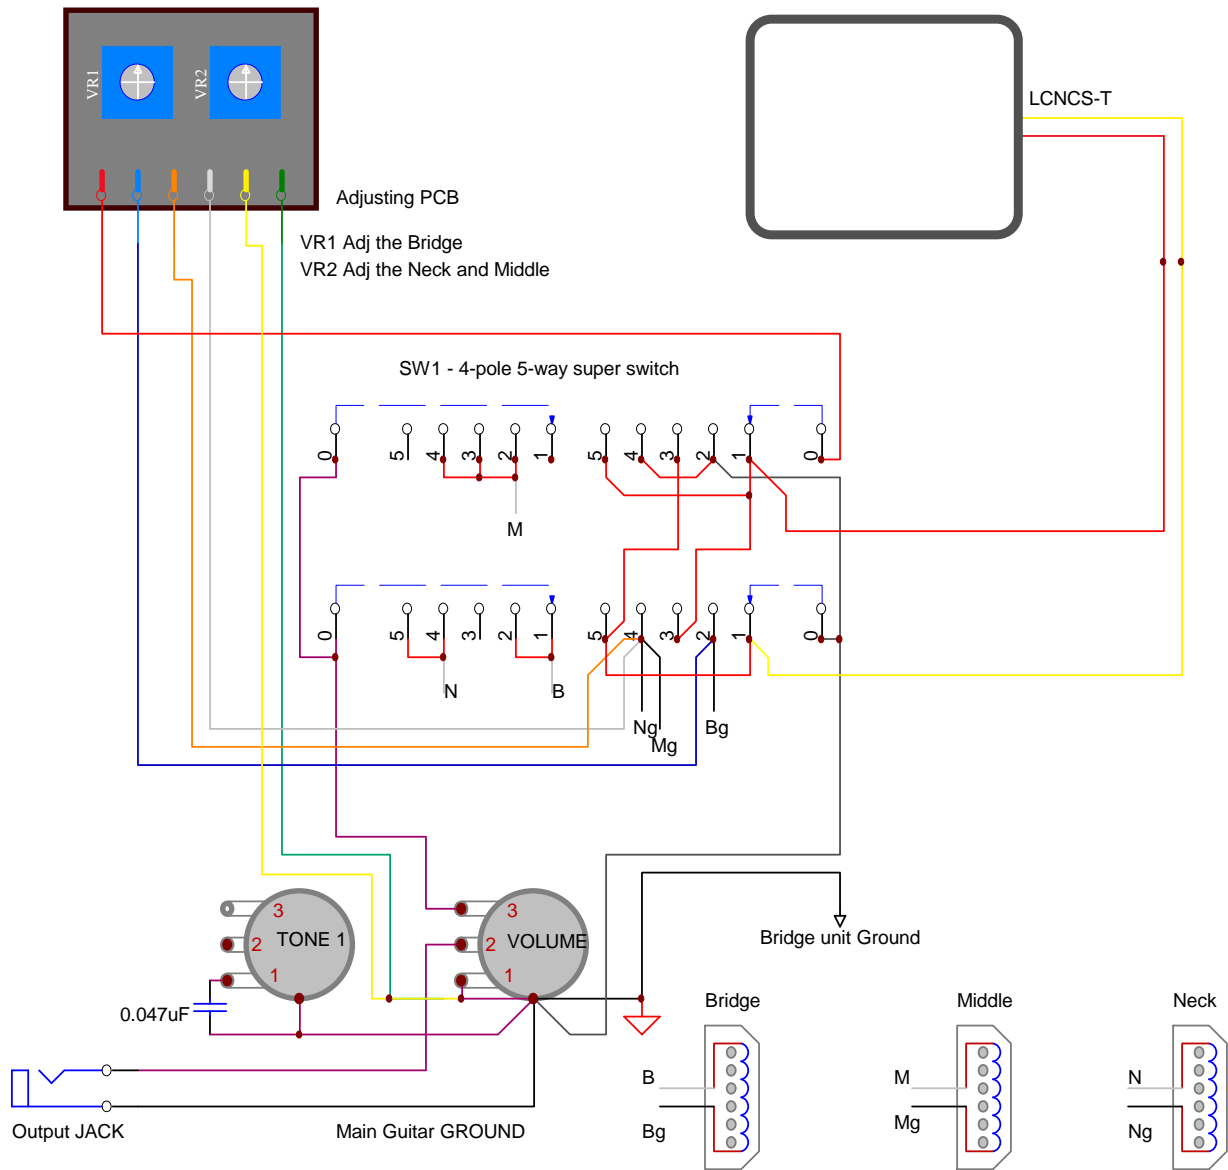 VR1
VR2
LCNCS-T
Adjusting PCB
VR1 Adj the Bridge
VR2 Adj the Neck and Middle
SW1 - 4-pole 5-way super switch
0 5 4 3 2 1 5 4 3 2 1 0
M
0 5 4 3 2 1 5 4 3 2 1 0
N B Ng Mg Bg
3
2
1
TONE 1
3
2
1
VOLUME
Bridge unit Ground
0.047uF
Output JACK
Main Guitar GROUND
Bridge
B
Bg
Middle
M
Mg
Neck
N
Ng